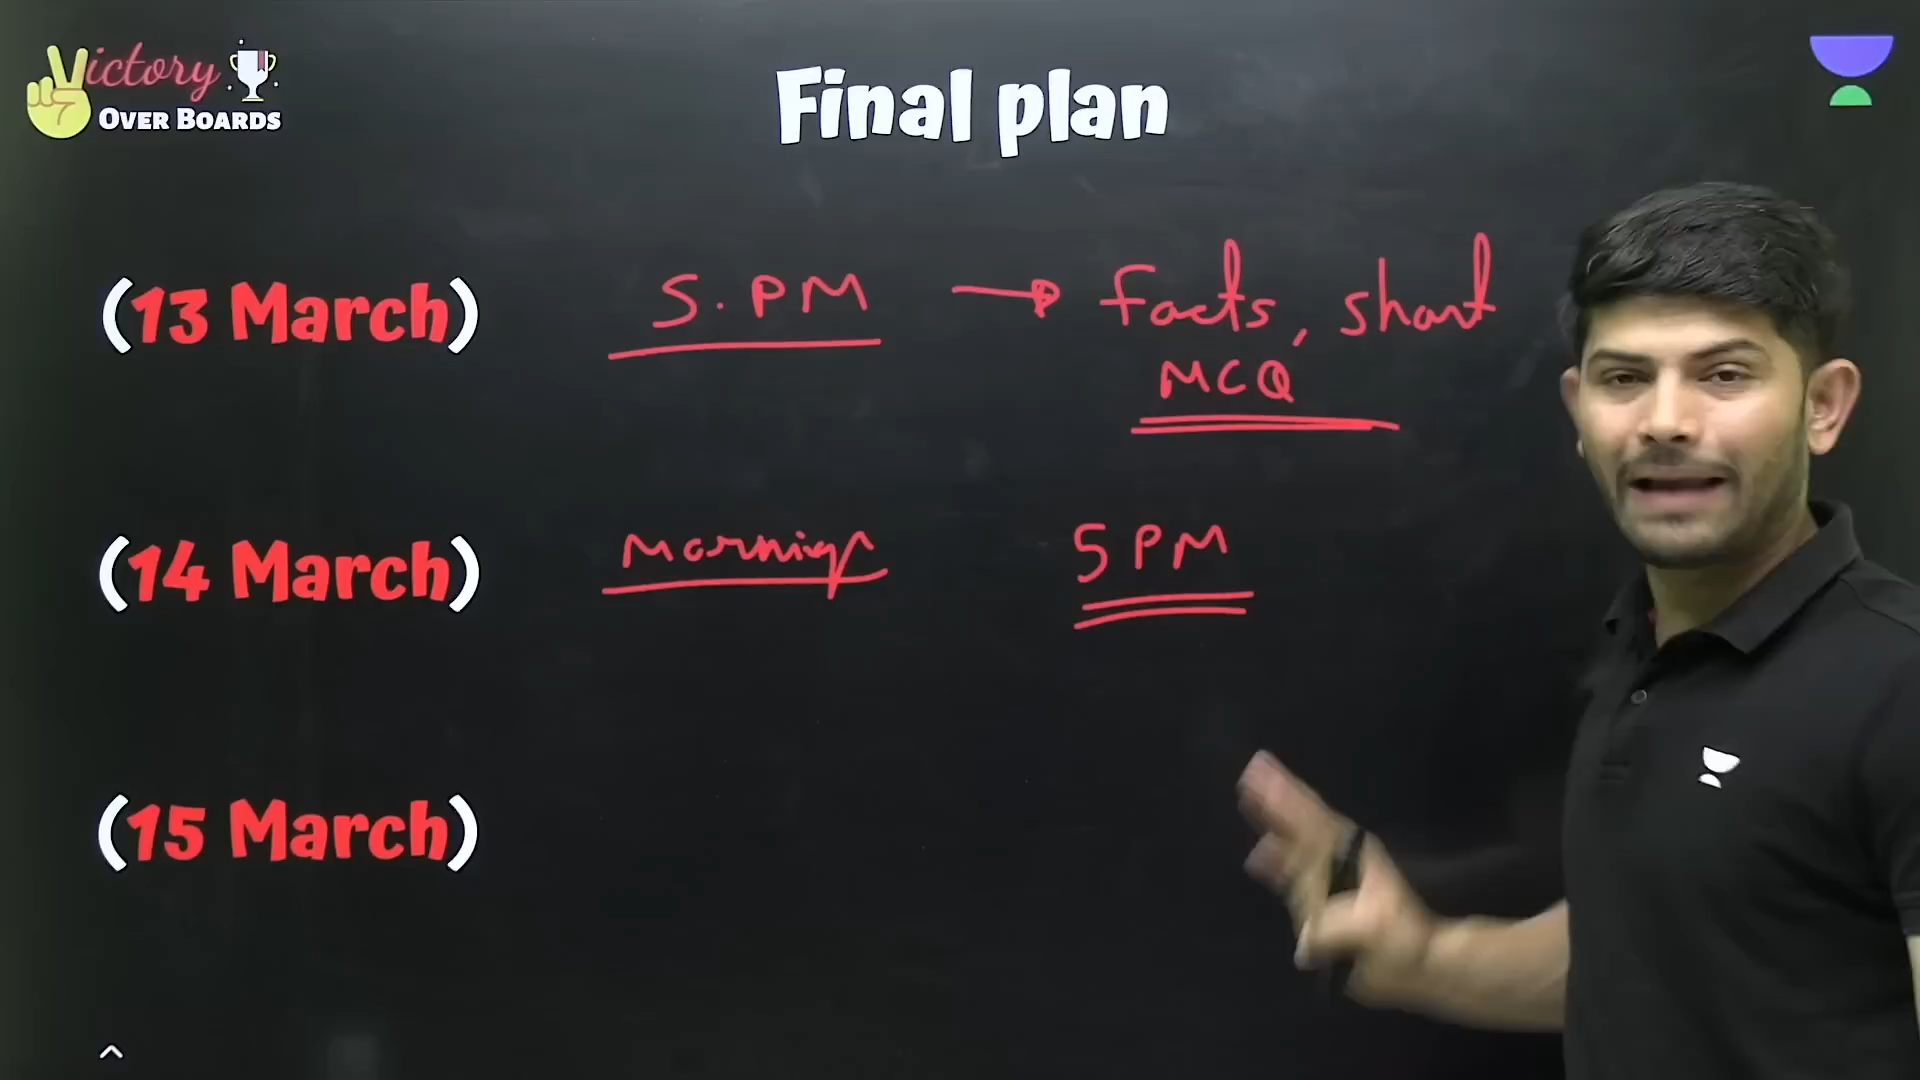 Victory
OVER BOARDS
Final plan
(13 March) 5.PM → facts, short
MCQ
(14 March) Morning 5 PM
(15 March)